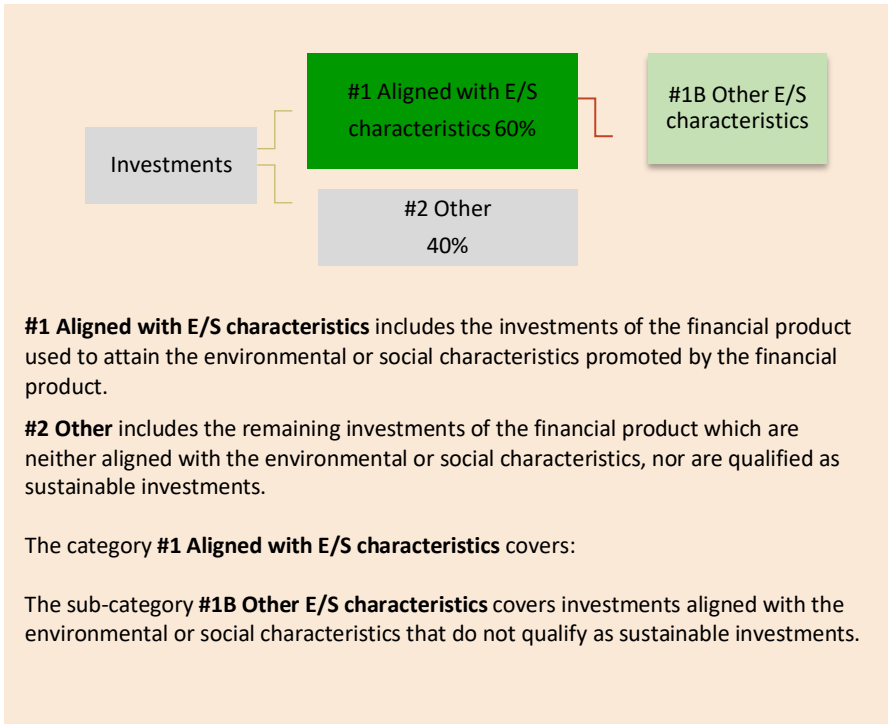 #1 Aligned with E/S
characteristics 60%
#1B Other E/S
characteristics
Investments
#2 Other
40%
#1 Aligned with E/S characteristics includes the investments of the financial product
used to attain the environmental or social characteristics promoted by the financial
product.
#2 Other includes the remaining investments of the financial product which are
neither aligned with the environmental or social characteristics, nor are qualified as
sustainable investments.
The category #1 Aligned with E/S characteristics covers:
The sub-category #1B Other E/S characteristics covers investments aligned with the
environmental or social characteristics that do not qualify as sustainable investments.